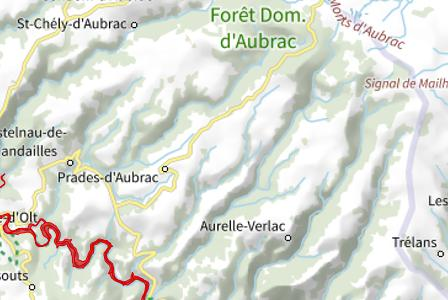 St-Chély-d'Aubrac
Forêt Dom.
d'Aubrac
Monts d'Aubrac
Signal de Mailh
stelnau-de-
andailles
Prades-d'Aubrac
d'Olt
Aurelle-Verlac
Les
Trélans
outs